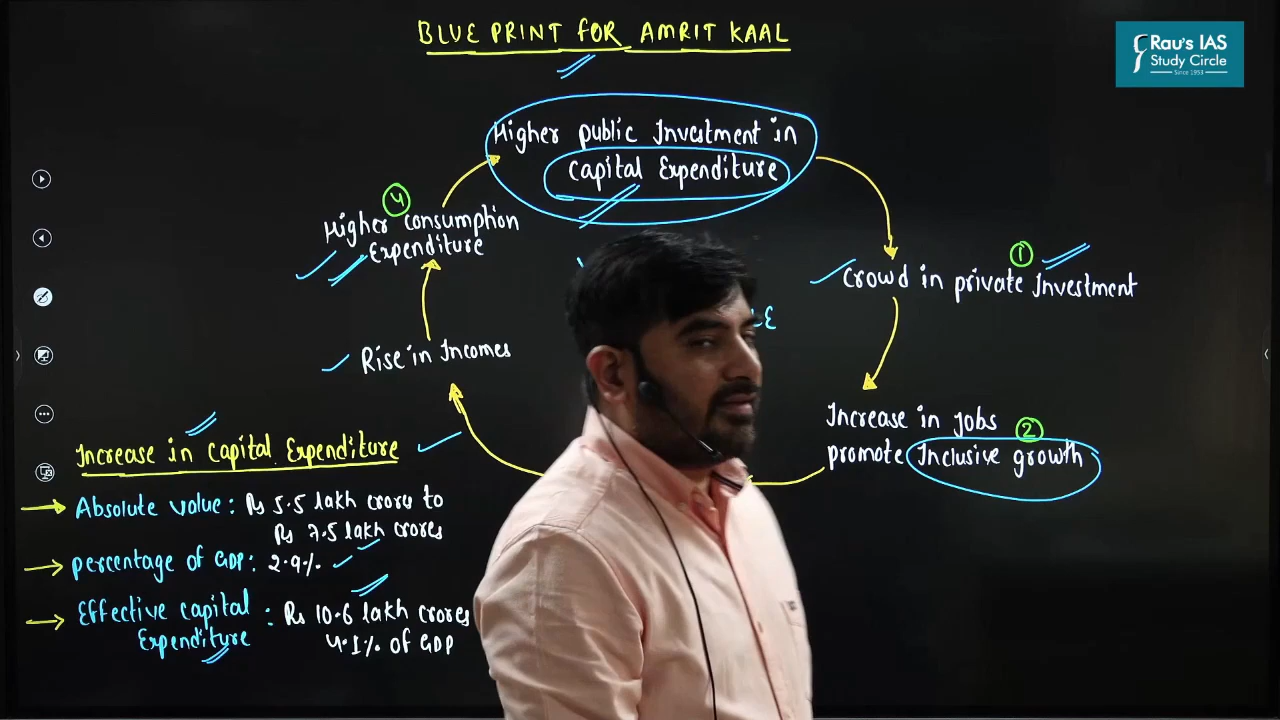 BLUE PRINT FOR AMRIT KAAL
Rau's IAS
Study Circle
Since 1953
Higher public Investment in
Capital Expenditure
4
Higher consumption
Expenditure
1
Crowd in private Investment
Rise in Incomes
Increase in jobs
2
promote Inclusive growth
Increase in Capital Expenditure
Absolute value : Rs 5.5 lakh crores to
Rs 7.5 lakh crores
percentage of GDP : 2.9%
Effective capital : Rs 10.6 lakh crores
Expenditure 4.1% of GDP